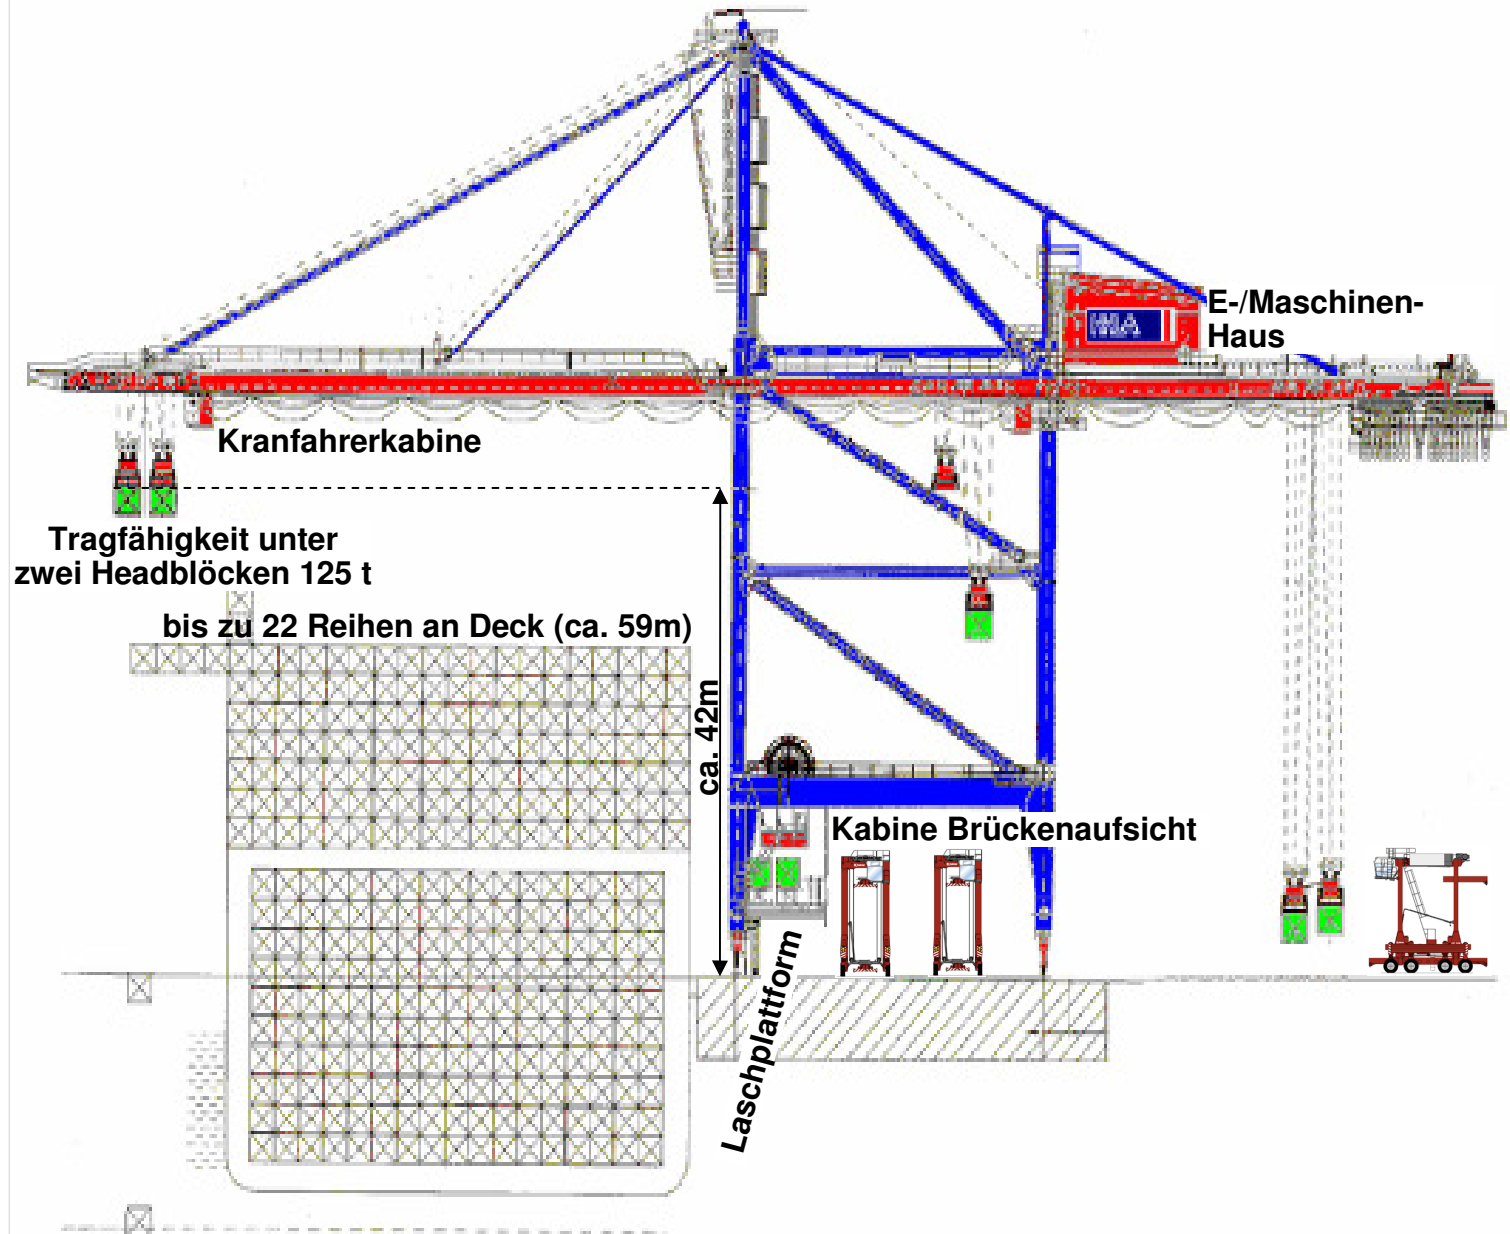 E-/Maschinen-
Haus
HHLA
Kranfahrerkabine
Tragfähigkeit unter
zwei Headblöcken 125 t
bis zu 22 Reihen an Deck (ca. 59m)
ca. 42m
Kabine Brückenaufsicht
Laschplattform